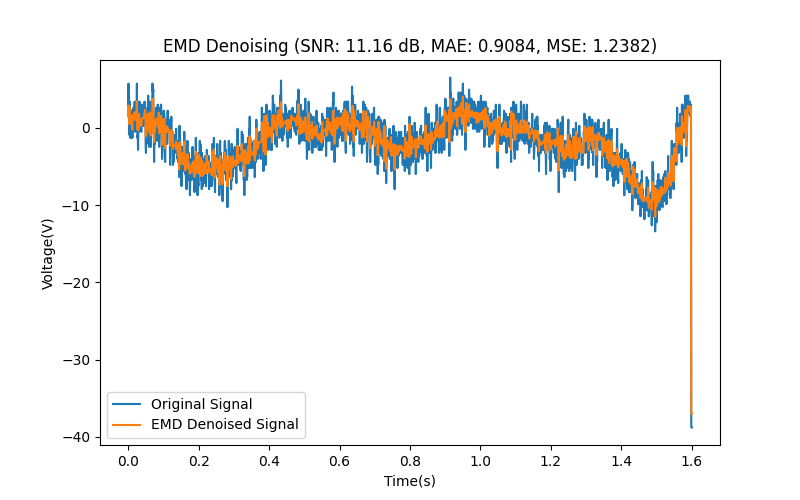 EMD Denoising (SNR: 11.16 dB, MAE: 0.9084, MSE: 1.2382)
0
−10
−20
−30
−40
Voltage(V)
Original Signal
EMD Denoised Signal
0.0 0.2 0.4 0.6 0.8 1.0 1.2 1.4 1.6
Time(s)